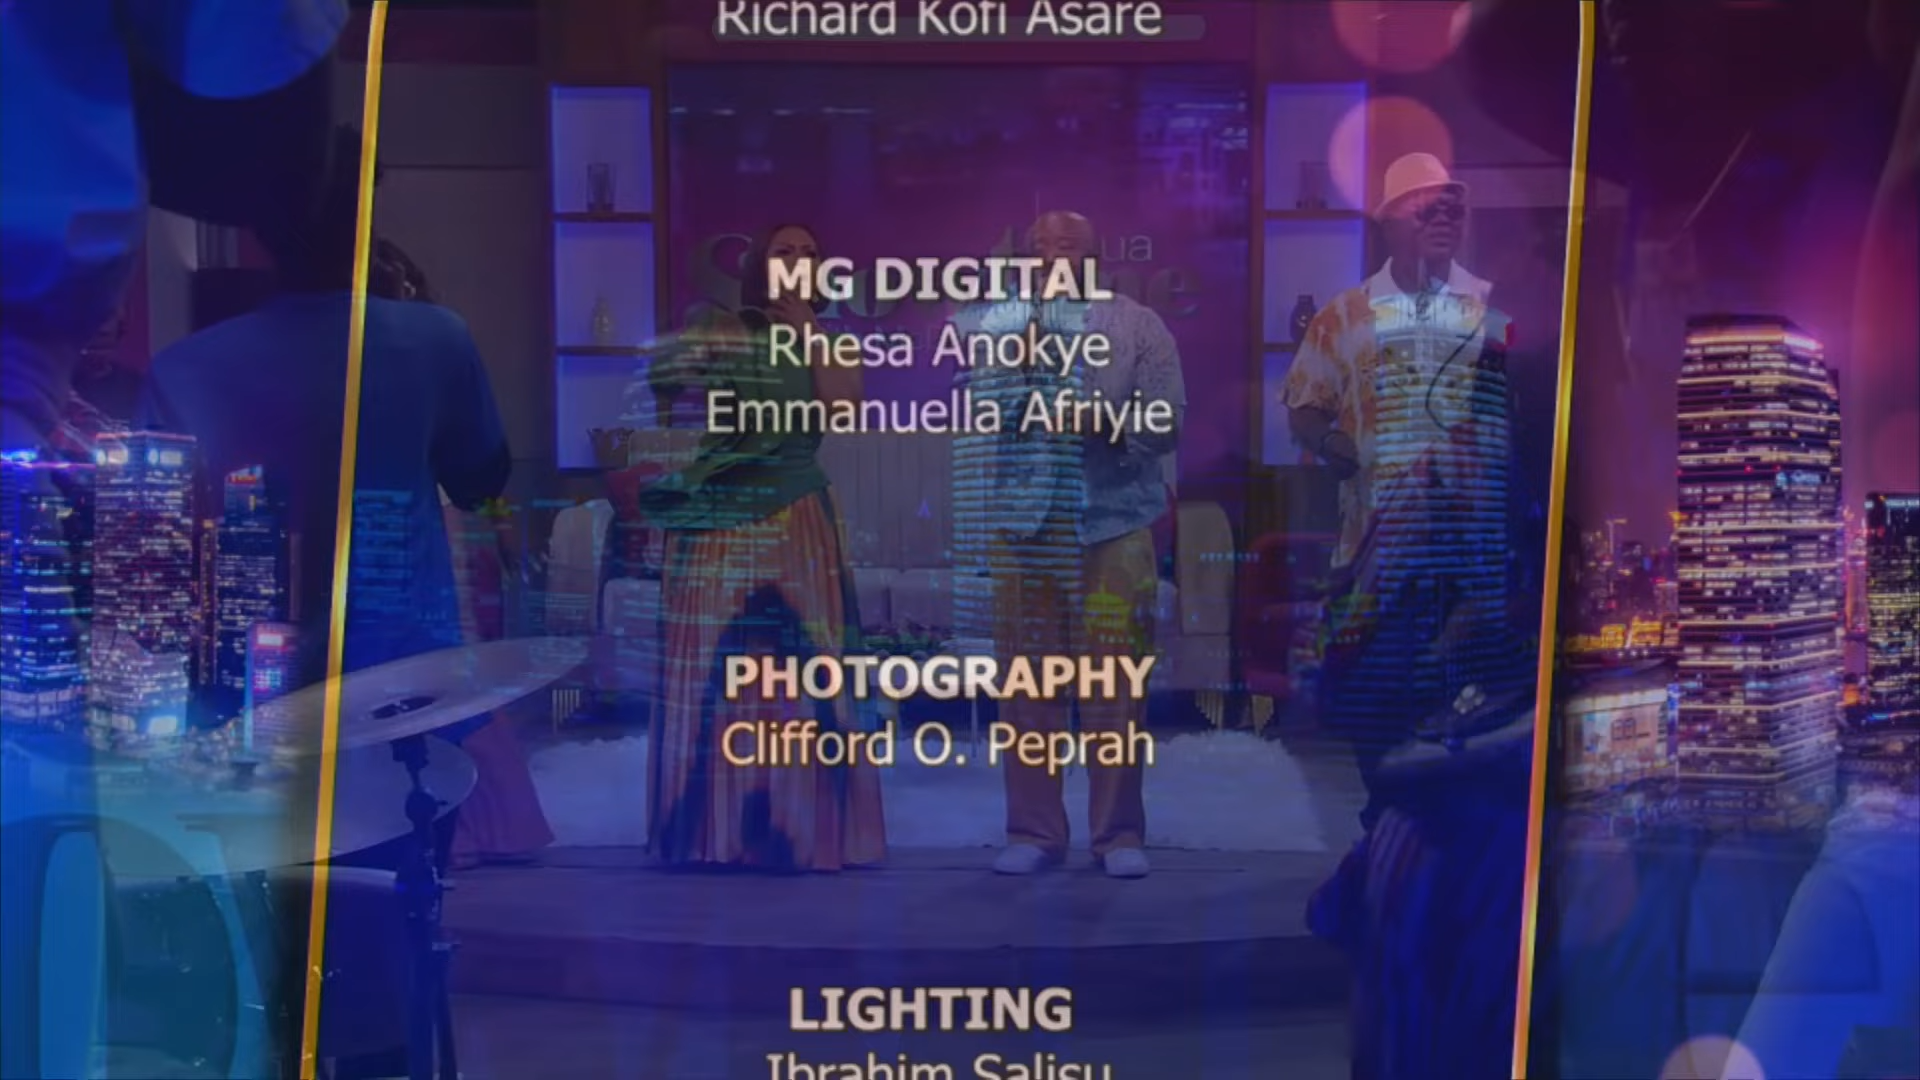 Richard Kofi Asare
MG DIGITAL
Rhesa Anokye
Emmanuella Afriyie
PHOTOGRAPHY
Clifford O. Peprah
LIGHTING
Ibrahim Salisu